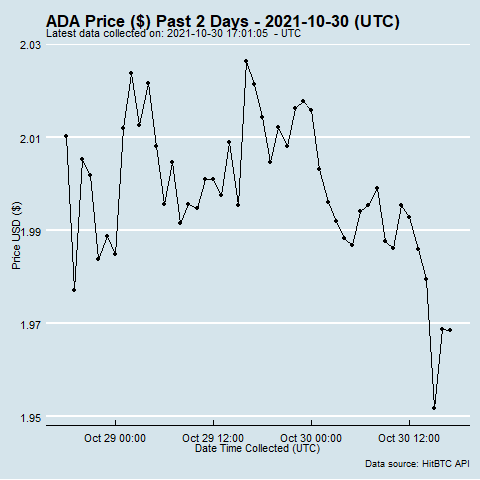 ADA Price ($) Past 2 Days - 2021-10-30 (UTC)
Latest data collected on: 2021-10-30 17:01:05 - UTC
2.03
2.01
1.99
1.97
1.95
Price USD ($)
Oct 29 00:00 Oct 29 12:00 Oct 30 00:00 Oct 30 12:00
Date Time Collected (UTC)
Data source: HitBTC API